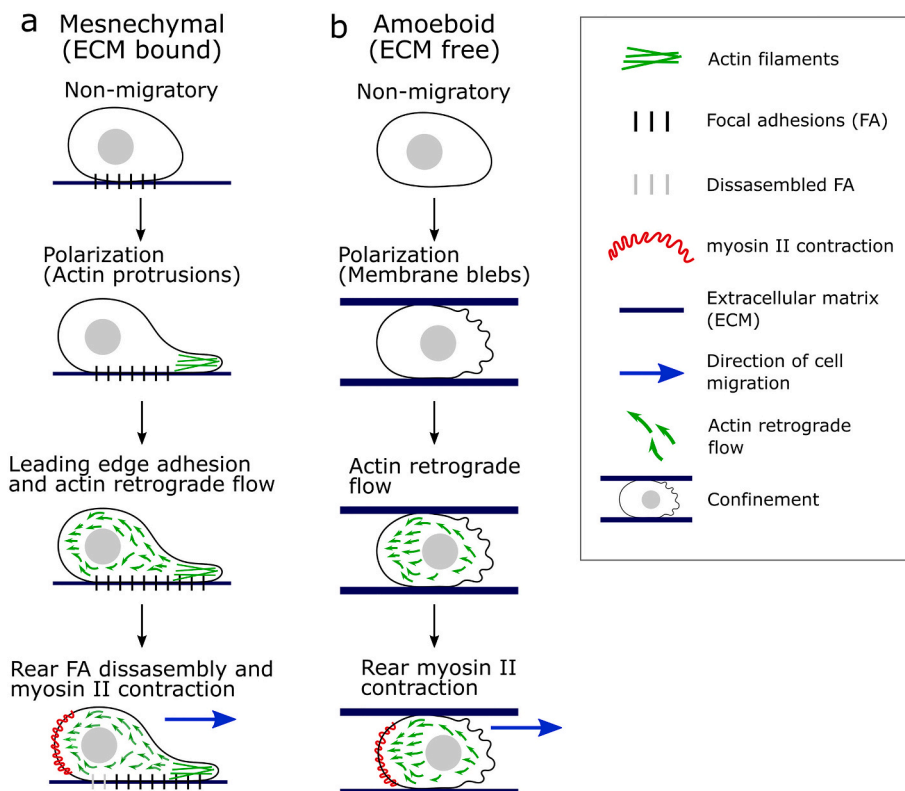 a
Mesnechymal
(ECM bound)
Non-migratory
Polarization
(Actin protrusions)
Leading edge adhesion
and actin retrograde flow
Rear FA dissasembly and
myosin II contraction
b
Amoeboid
(ECM free)
Non-migratory
Polarization
(Membrane blebs)
Actin retrograde
flow
Rear myosin II
contraction
Actin filaments
Focal adhesions (FA)
Dissasembled FA
myosin II contraction
Extracellular matrix
(ECM)
Direction of cell
migration
Actin retrograde
flow
Confinement